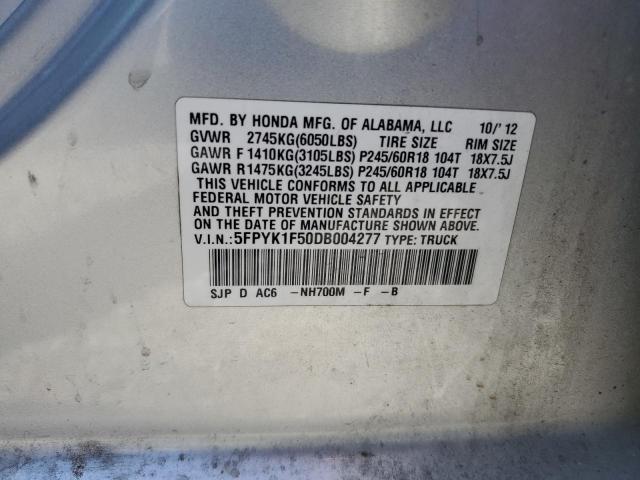 MFD. BY HONDA MFG. OF ALABAMA, LLC 10/'12
GVWR 2745KG(6050LBS) TIRE SIZE RIM SIZE
GAWR F 1410KG(3105LBS) P245/60R18 104T 18X7.5J
GAWR R1475KG(3245LBS) P245/60R18 104T 18X7.5J
THIS VEHICLE CONFORMS TO ALL APPLICABLE
FEDERAL MOTOR VEHICLE SAFETY
AND THEFT PREVENTION STANDARDS IN EFFECT
ON THE DATE OF MANUFACTURE SHOWN ABOVE.
V.I.N.:5FPYK1F50DB004277 TYPE: TRUCK
SJP D AC6 -NH700M -F -B